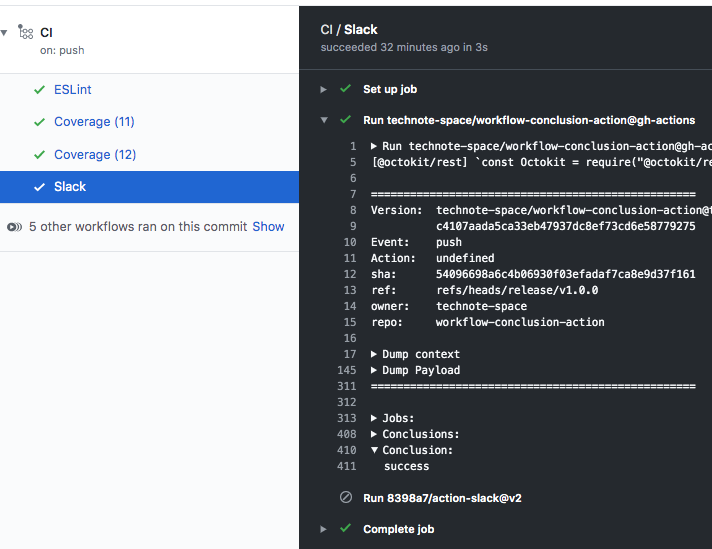 CI
on: push
ESLint
Coverage (11)
Coverage (12)
Slack
5 other workflows ran on this commit Show
CI / Slack
succeeded 32 minutes ago in 3s
Set up job
Run technote-space/workflow-conclusion-action@gh-actions
1 Run technote-space/workflow-conclusion-action@gh-ac
5 [@octokit/rest] `const Octokit = require("@octokit/re
6
7 ==================================================
8 Version: technote-space/workflow-conclusion-action@
9 c4107aada5ca33eb47937dc8ef73cd6e58779275
10 Event: push
11 Action: undefined
12 sha: 54096698a6c4b06930f03efadaf7ca8e9d37f161
13 ref: refs/heads/release/v1.0.0
14 owner: technote-space
15 repo: workflow-conclusion-action
16
17 Dump context
145 Dump Payload
311 ==================================================
312
313 Jobs:
408 Conclusions:
410 Conclusion:
411 success
Run 8398a7/action-slack@v2
Complete job